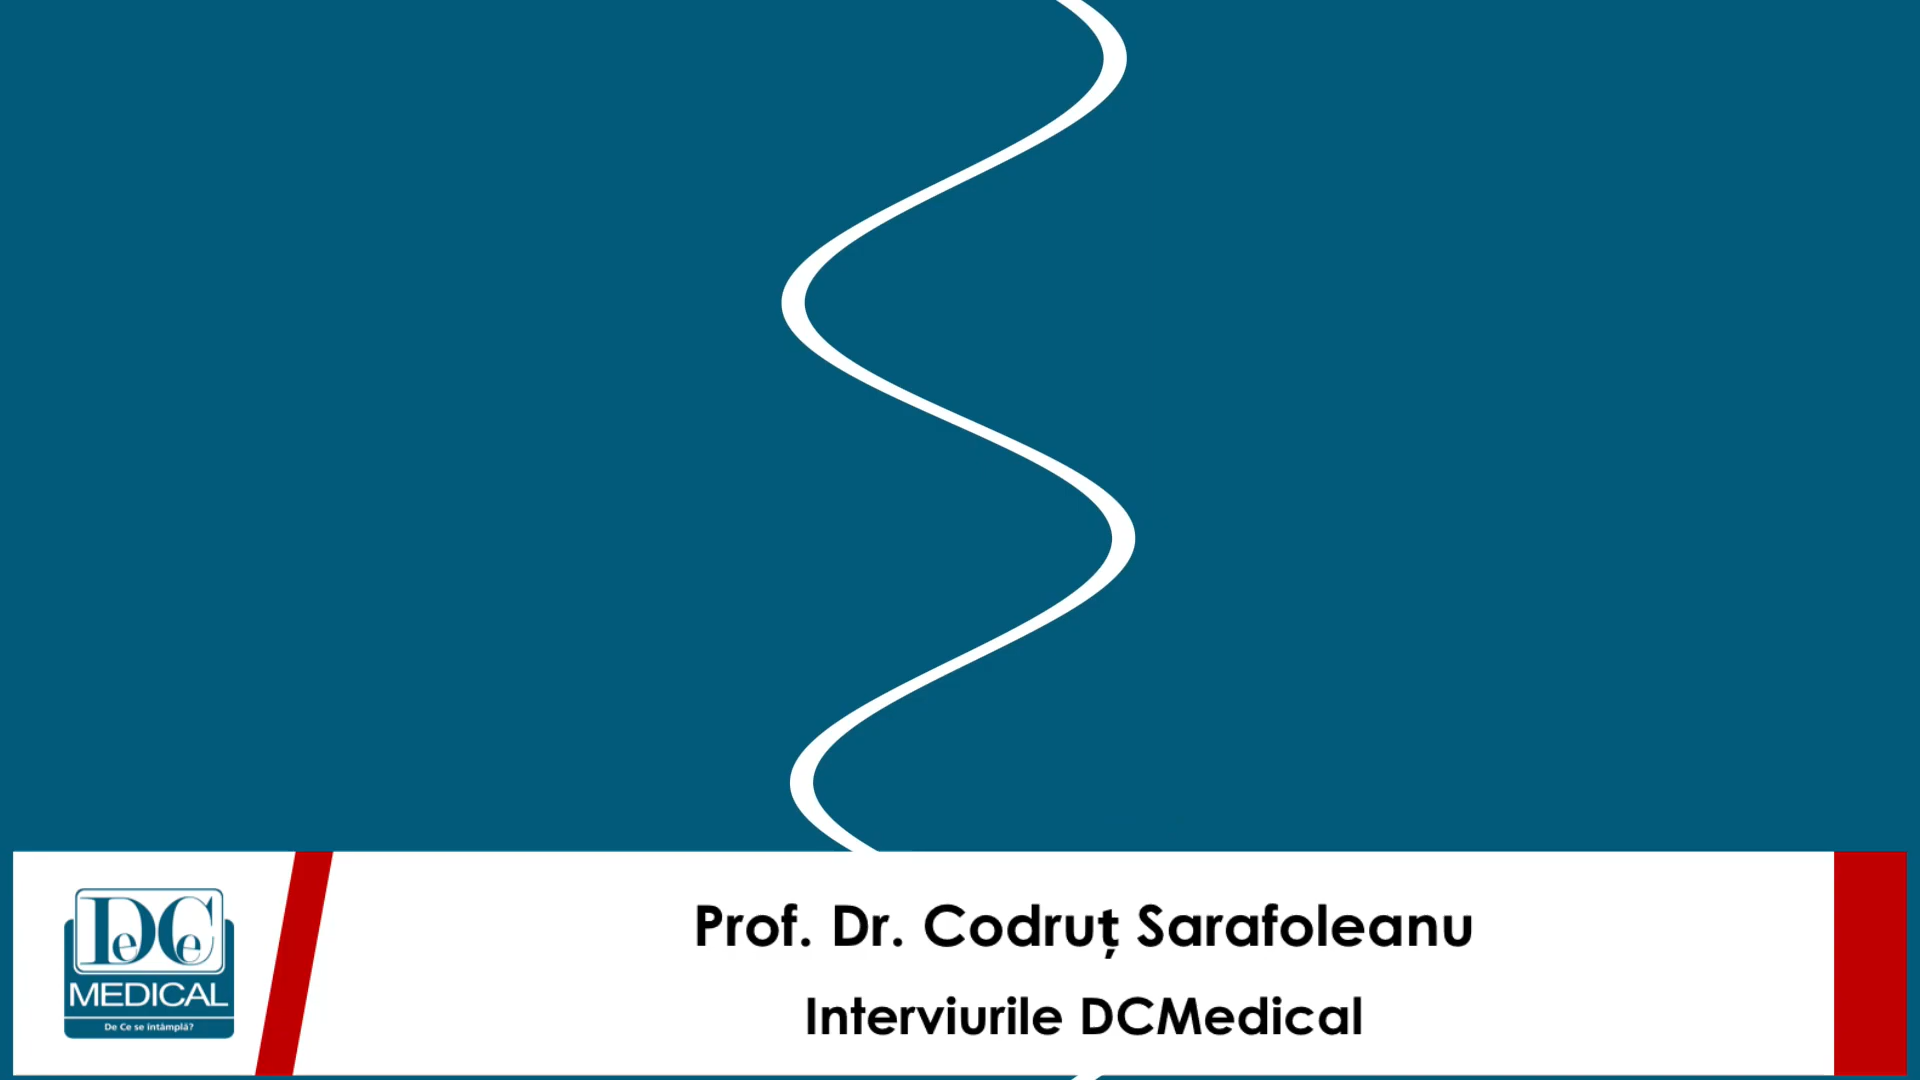 Prof. Dr. Codruț Sarafoleanu
Interviurile DCMedical
DeCe
MEDICAL
De Ce se întâmplă?